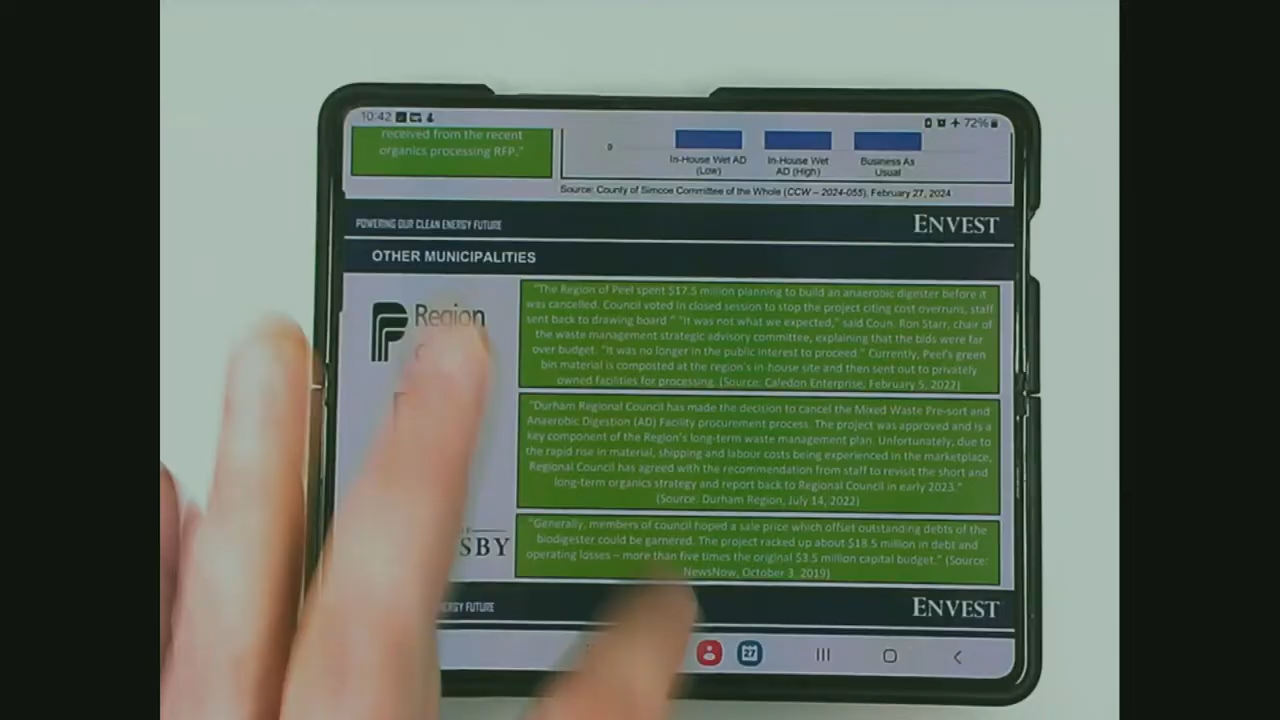 10:42
72%
received from the recent
organics processing RFP."
0
In-House Wet AD
(Low)
In-House Wet
AD (High)
Business As
Usual
Source: County of Simcoe Committee of the Whole (CCW – 2024-055), February 27, 2024
POWERING OUR CLEAN ENERGY FUTURE
ENVEST
OTHER MUNICIPALITIES
Region
"The Region of Peel spent $17.5 million planning to build an anaerobic digester before it
was cancelled. Council voted in closed session to stop the project citing cost overruns, staff
sent back to drawing board " "It was not what we expected," said Coun. Ron Starr, chair of
the waste management strategic advisory committee, explaining that the bids were far
over budget. "It was no longer in the public interest to proceed." Currently, Peel's green
bin material is composted at the region's in-house site and then sent out to privately
owned facilities for processing. (Source: Caledon Enterprise, February 5, 2022)
"Durham Regional Council has made the decision to cancel the Mixed Waste Pre-sort and
Anaerobic Digestion (AD) Facility procurement process. The project was approved and is a
key component of the Region's long-term waste management plan. Unfortunately, due to
the rapid rise in material, shipping and labour costs being experienced in the marketplace,
Regional Council has agreed with the recommendation from staff to revisit the short and
long-term organics strategy and report back to Regional Council in early 2023."
(Source: Durham Region, July 14, 2022)
SBY
"Generally, members of council hoped a sale price which offset outstanding debts of the
biodigester could be garnered. The project racked up about $18.5 million in debt and
operating losses – more than five times the original $3.5 million capital budget." (Source:
NewsNow, October 3, 2019)
ERGY FUTURE
ENVEST
27